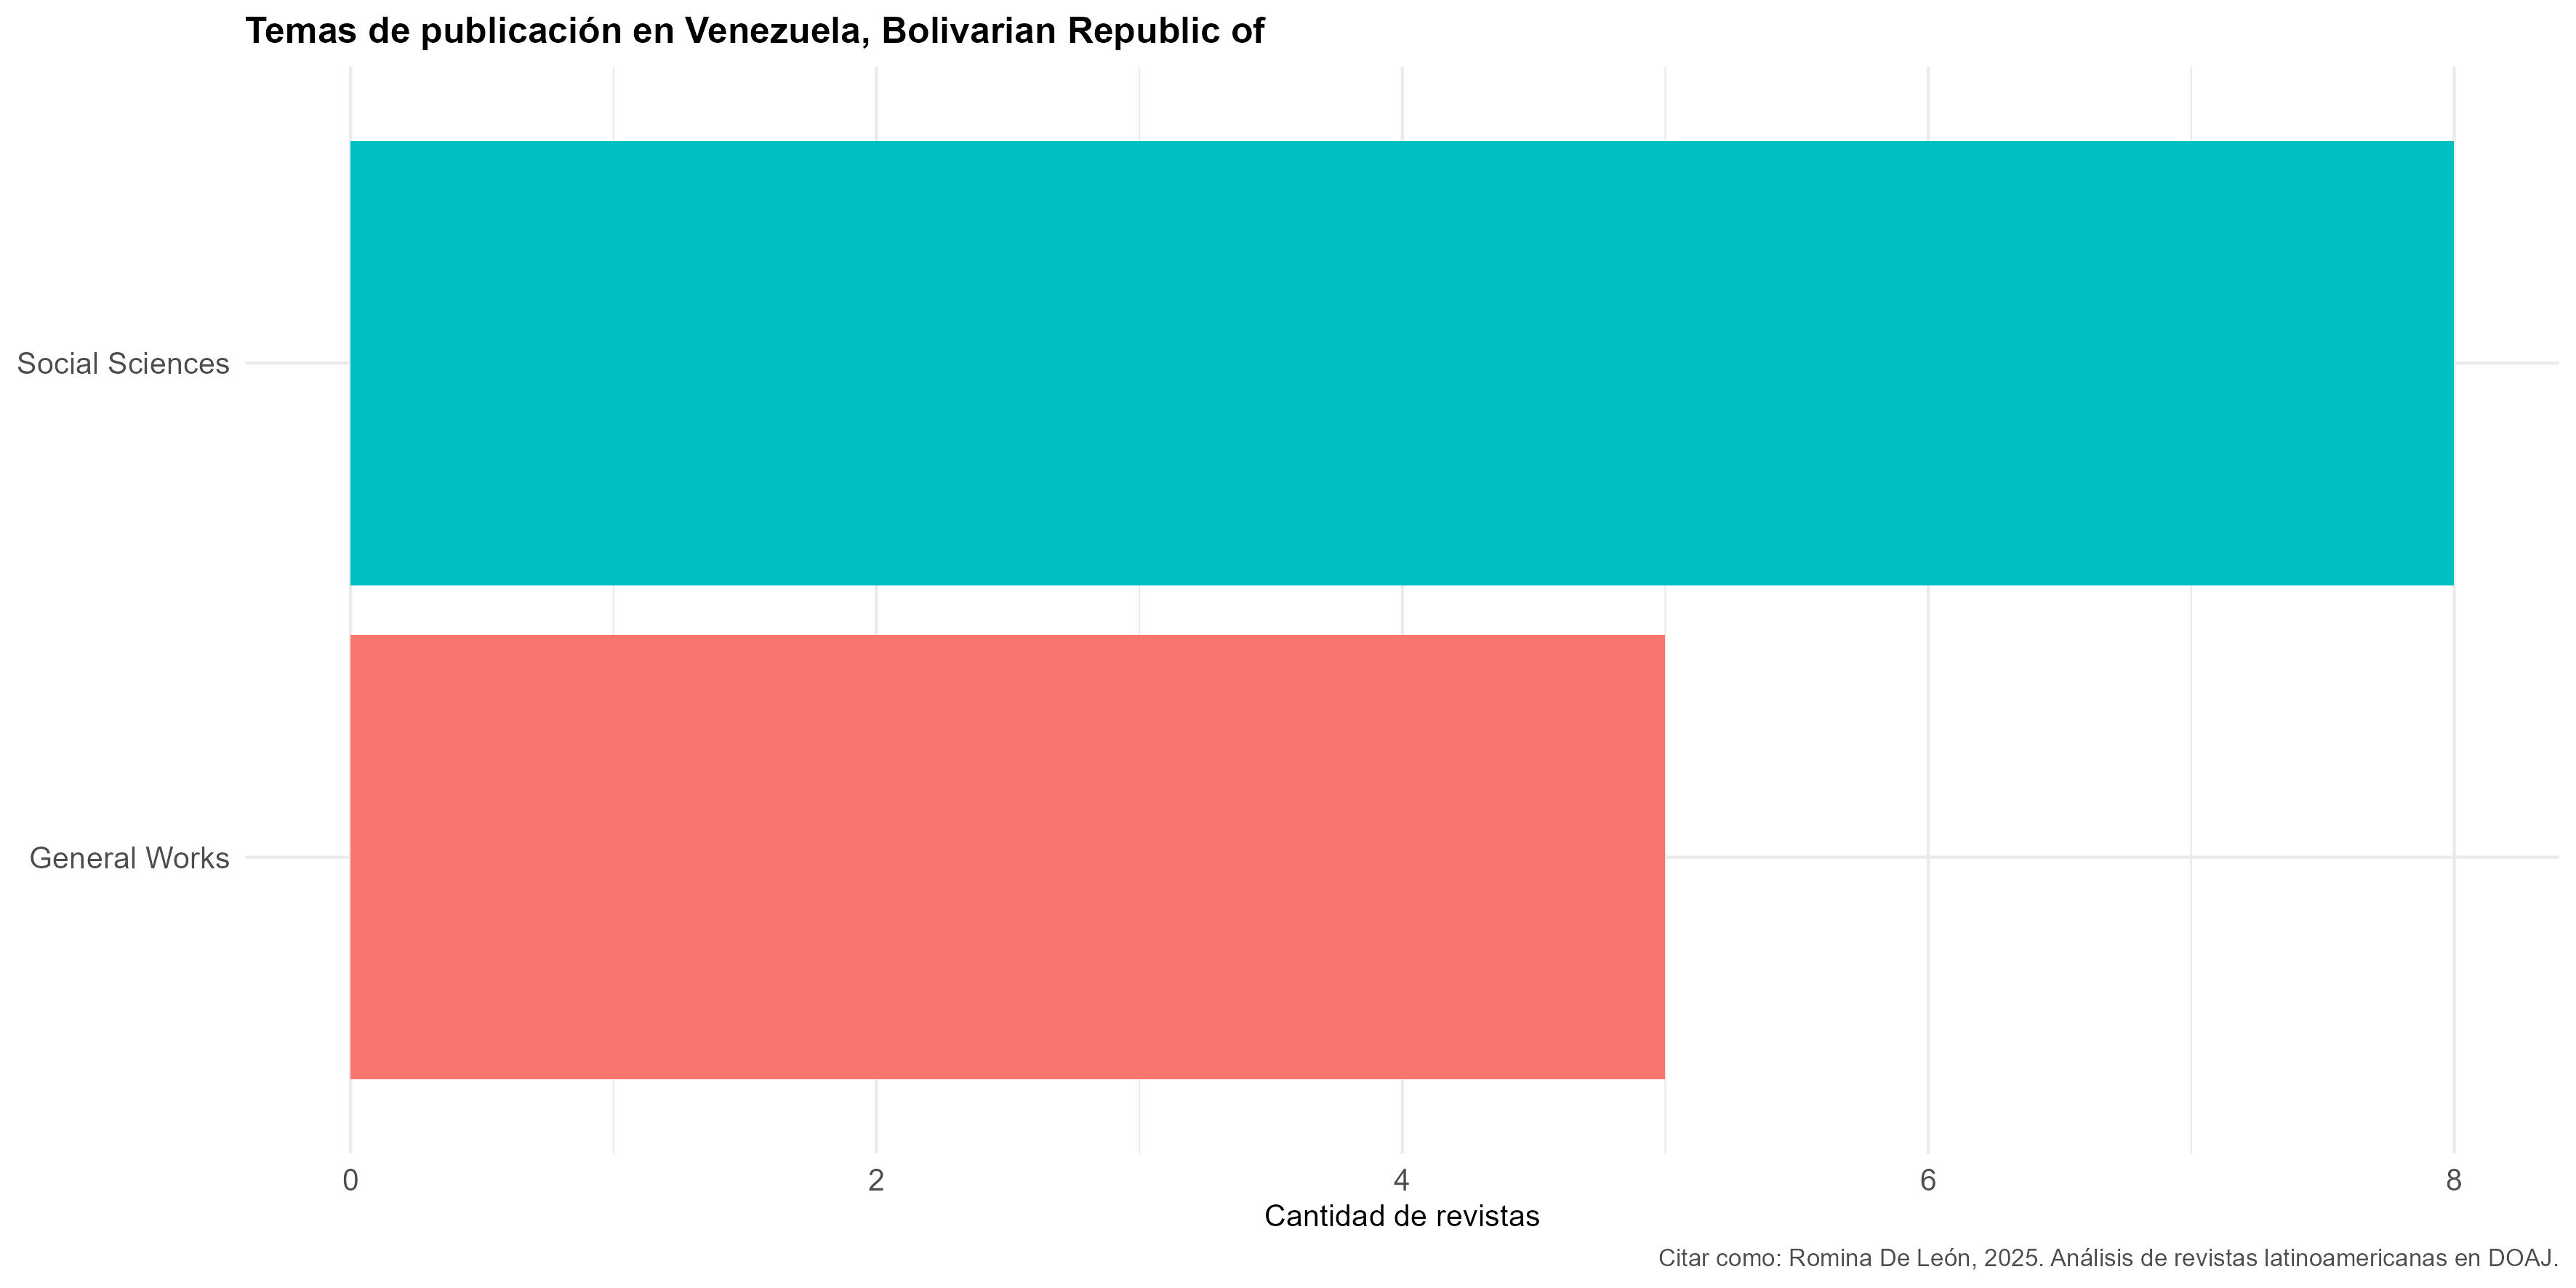 Temas de publicación en Venezuela, Bolivarian Republic of
Social Sciences
General Works
0 2 4 6 8
Cantidad de revistas
Citar como: Romina De León, 2025. Análisis de revistas latinoamericanas en DOAJ.